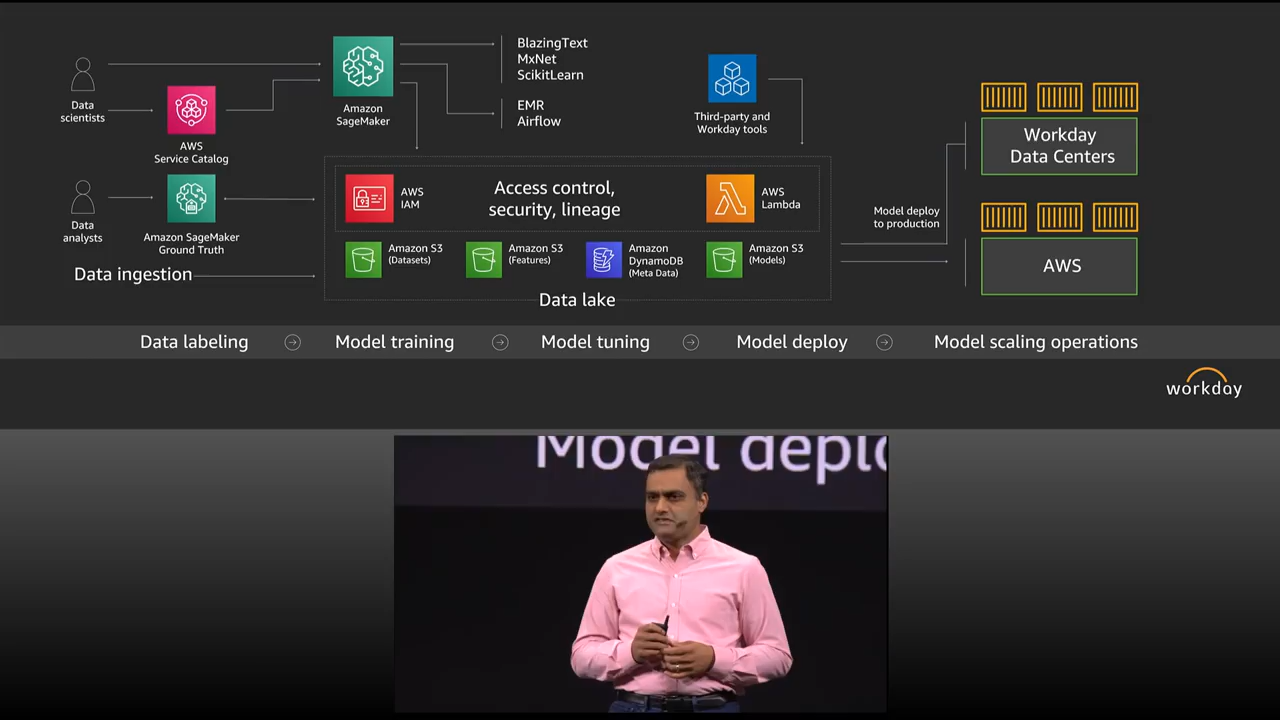 Data
scientists
AWS
Service Catalog
Amazon
SageMaker
BlazingText
MxNet
ScikitLearn
EMR
Airflow
Third-party and
Workday tools
Workday
Data Centers
Data
analysts
Amazon SageMaker
Ground Truth
AWS
IAM
Access control,
security, lineage
AWS
Lambda
Model deploy
to production
Amazon S3
(Datasets)
Amazon S3
(Features)
Amazon
DynamoDB
(Meta Data)
Amazon S3
(Models)
AWS
Data ingestion
Data lake
Data labeling
Model training
Model tuning
Model deploy
Model scaling operations
workday
Model deplo